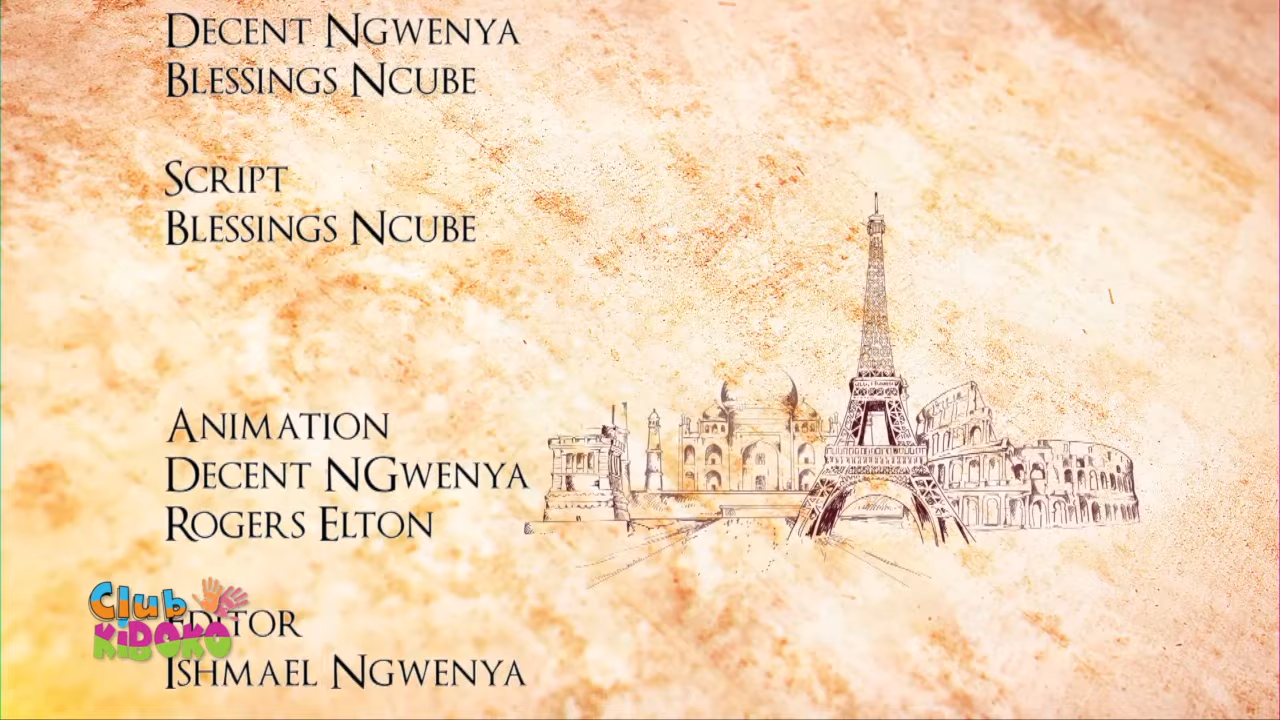 Decent Ngwenya
Blessings Ncube
Script
Blessings Ncube
Animation
Decent NGwenya
Rogers Elton
Editor
Club
KiBOKO
Ishmael Ngwenya